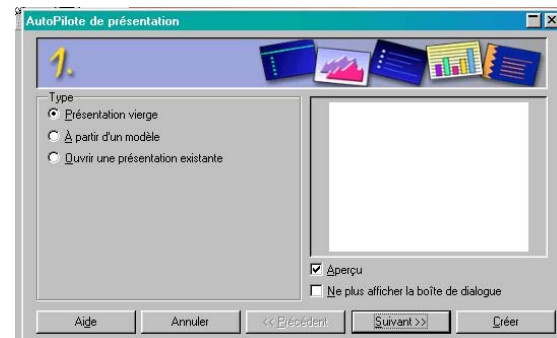 AutoPilote de présentation
1.
Type
Présentation vierge
À partir d'un modèle
Ouvrir une présentation existante
Aperçu
Ne plus afficher la boîte de dialogue
Aide
Annuler
<< Précédent
Suivant >>
Créer